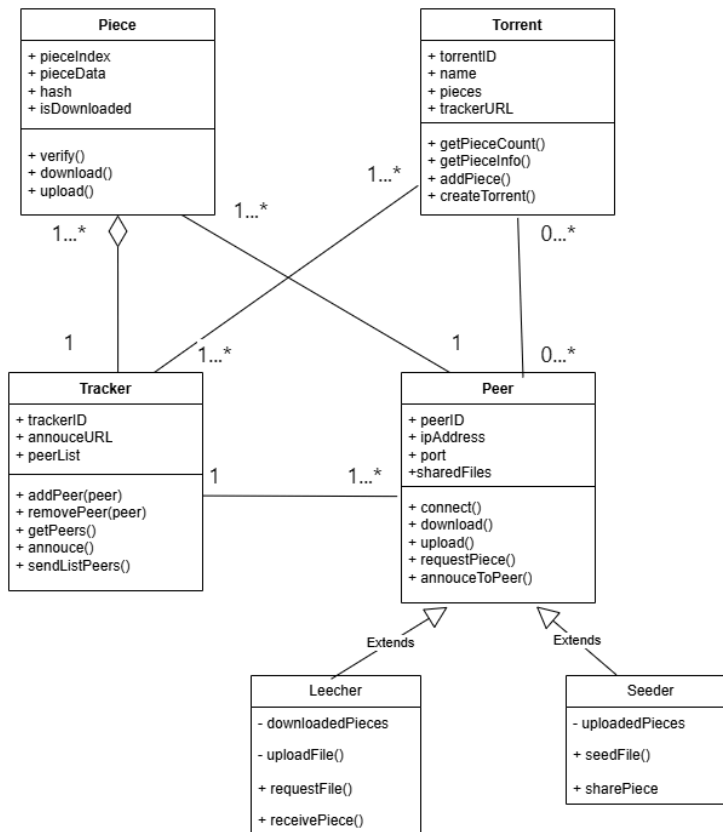 Piece
+ pieceIndex
+ pieceData
+ hash
+ isDownloaded
+ verify()
+ download()
+ upload()
Torrent
+ torrentID
+ name
+ pieces
+ trackerURL
+ getPieceCount()
+ getPieceInfo()
+ addPiece()
+ createTorrent()
1...*
1...*
1...*
0...*
1
1...*
1
0...*
Tracker
+ trackerID
+ annouceURL
+ peerList
+ addPeer(peer)
+ removePeer(peer)
+ getPeers()
+ annouce()
+ sendListPeers()
1
1...*
Peer
+ peerID
+ ipAddress
+ port
+sharedFiles
+ connect()
+ download()
+ upload()
+ requestPiece()
+ annouceToPeer()
Extends
Extends
Leecher
- downloadedPieces
- uploadFile()
+ requestFile()
+ receivePiece()
Seeder
- uploadedPieces
+ seedFile()
+ sharePiece